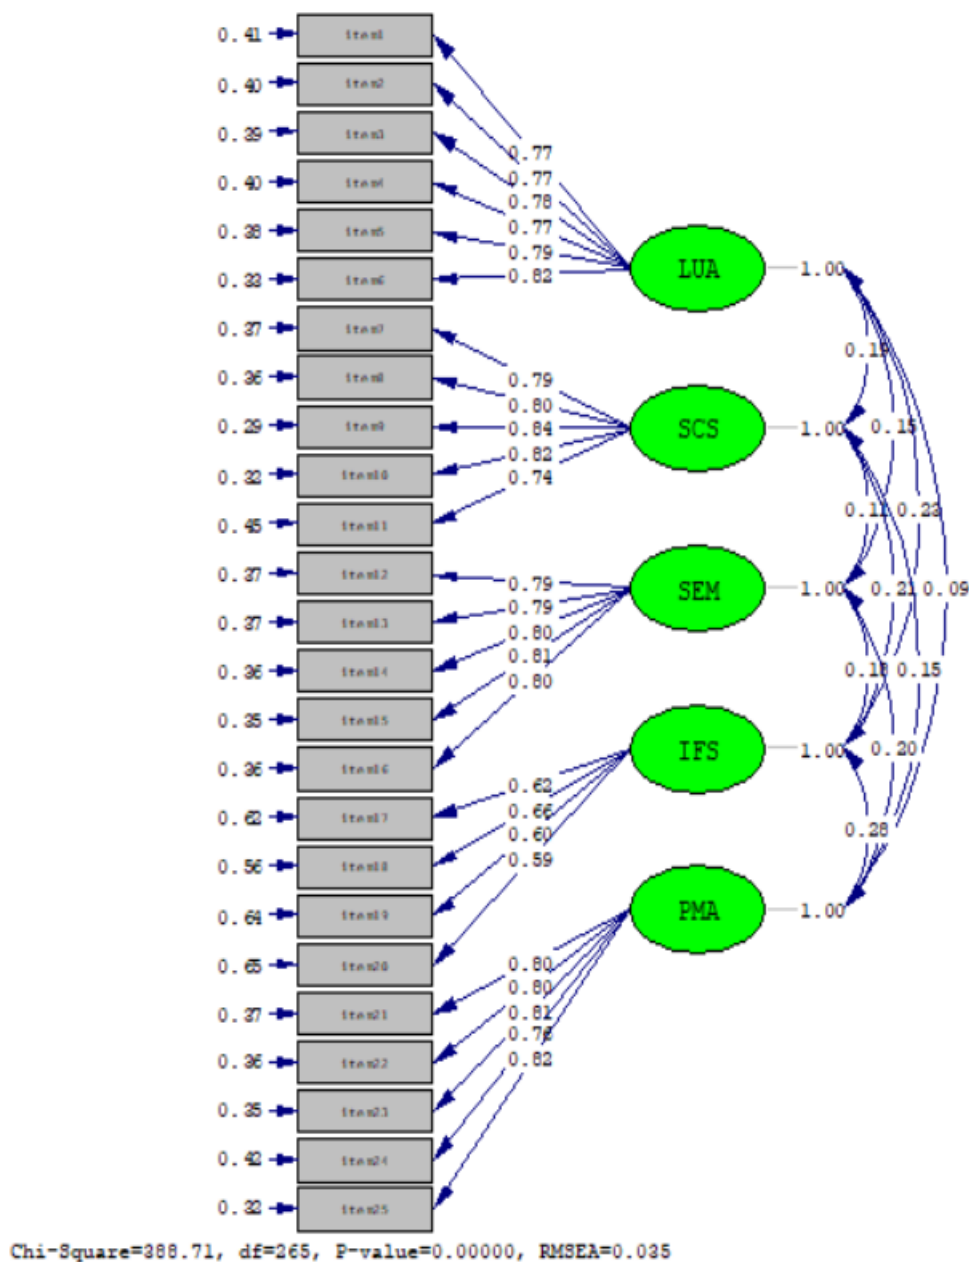 0.41 item1
0.40 item2
0.39 item3
0.40 item4
0.38 item5
0.33 item6
0.37 item7
0.36 item8
0.29 item9
0.32 item10
0.45 item11
0.37 item12
0.37 item13
0.36 item14
0.35 item15
0.36 item16
0.62 item17
0.56 item18
0.64 item19
0.65 item20
0.37 item21
0.36 item22
0.35 item23
0.42 item24
0.32 item25
0.77
0.77
0.78
0.77
0.79
0.82
0.79
0.80
0.84
0.82
0.74
0.79
0.79
0.80
0.81
0.80
0.62
0.66
0.60
0.59
0.80
0.80
0.81
0.76
0.82
LUA 1.00
SCS 1.00
SEM 1.00
IFS 1.00
PMA 1.00
0.15
0.23
0.21
0.09
0.15
0.20
0.28
Chi-Square=388.71, df=265, P-value=0.00000, RMSEA=0.035